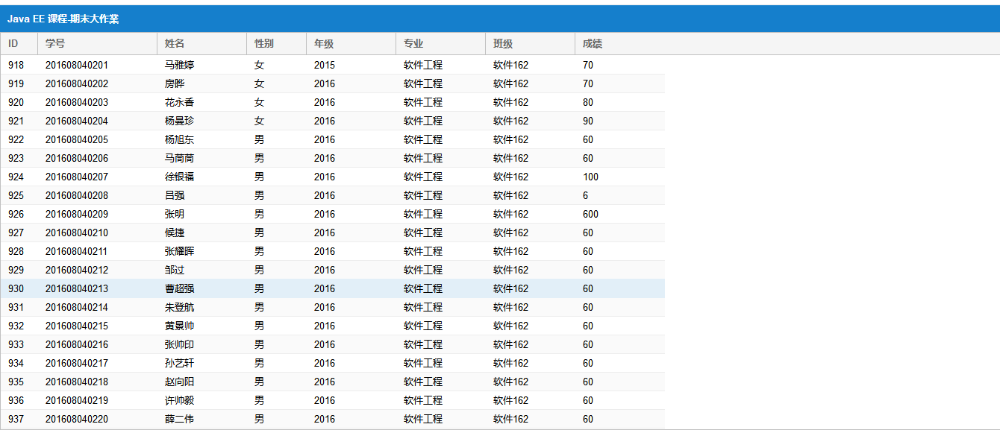 Java EE 课程-期末大作業
ID 学号 姓名 性别 年级 专业 班级 成绩
918 201608040201 马雅婷 女 2015 软件工程 软件162 70
919 201608040202 房晔 女 2016 软件工程 软件162 70
920 201608040203 花永香 女 2016 软件工程 软件162 80
921 201608040204 杨曼珍 女 2016 软件工程 软件162 90
922 201608040205 杨旭东 男 2016 软件工程 软件162 60
923 201608040206 马苘苘 男 2016 软件工程 软件162 60
924 201608040207 徐银福 男 2016 软件工程 软件162 100
925 201608040208 吕强 男 2016 软件工程 软件162 6
926 201608040209 张明 男 2016 软件工程 软件162 600
927 201608040210 候捷 男 2016 软件工程 软件162 60
928 201608040211 张耀晖 男 2016 软件工程 软件162 60
929 201608040212 邹过 男 2016 软件工程 软件162 60
930 201608040213 曹超强 男 2016 软件工程 软件162 60
931 201608040214 朱登航 男 2016 软件工程 软件162 60
932 201608040215 黄景帅 男 2016 软件工程 软件162 60
933 201608040216 张帅印 男 2016 软件工程 软件162 60
934 201608040217 孙艺轩 男 2016 软件工程 软件162 60
935 201608040218 赵向阳 男 2016 软件工程 软件162 60
936 201608040219 许帅毅 男 2016 软件工程 软件162 60
937 201608040220 薛二伟 男 2016 软件工程 软件162 60